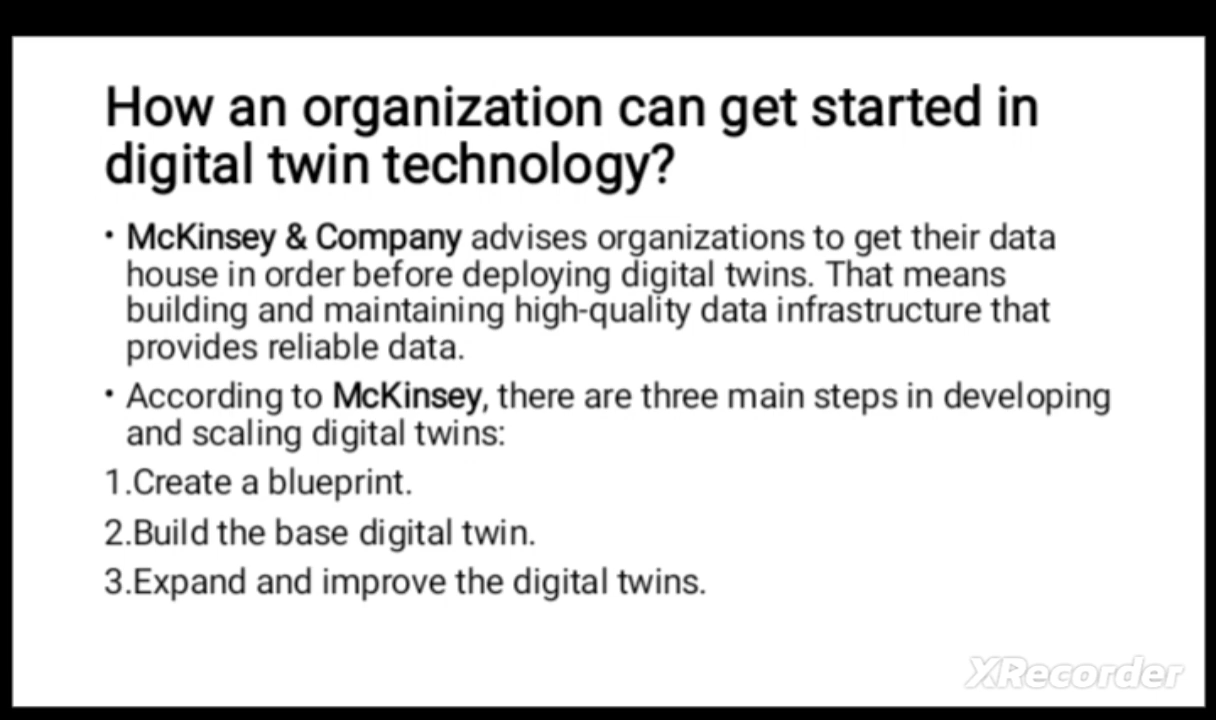 How an organization can get started in
digital twin technology?
• McKinsey & Company advises organizations to get their data
house in order before deploying digital twins. That means
building and maintaining high-quality data infrastructure that
provides reliable data.
• According to McKinsey, there are three main steps in developing
and scaling digital twins:
1.Create a blueprint.
2.Build the base digital twin.
3.Expand and improve the digital twins.
XRecorder